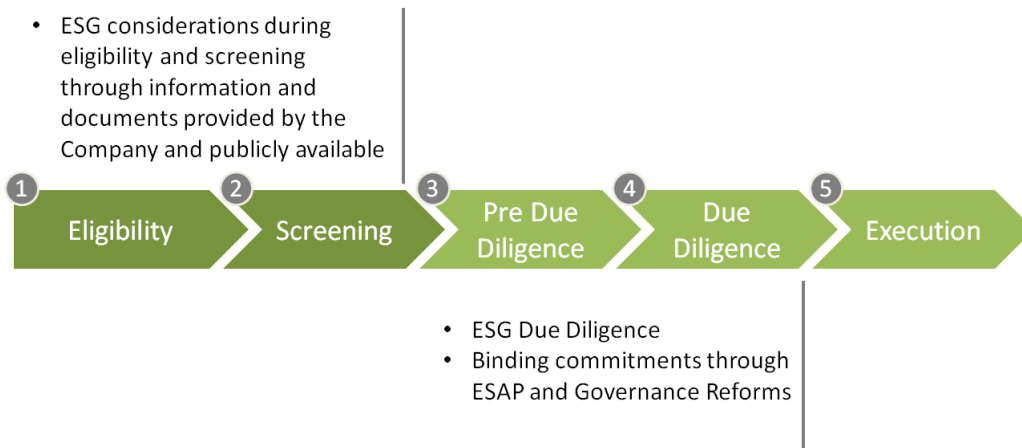 • ESG considerations during
eligibility and screening
through information and
documents provided by the
Company and publicly available
1
Eligibility
2
Screening
3
Pre Due
Diligence
4
Due
Diligence
5
Execution
• ESG Due Diligence
• Binding commitments through
ESAP and Governance Reforms